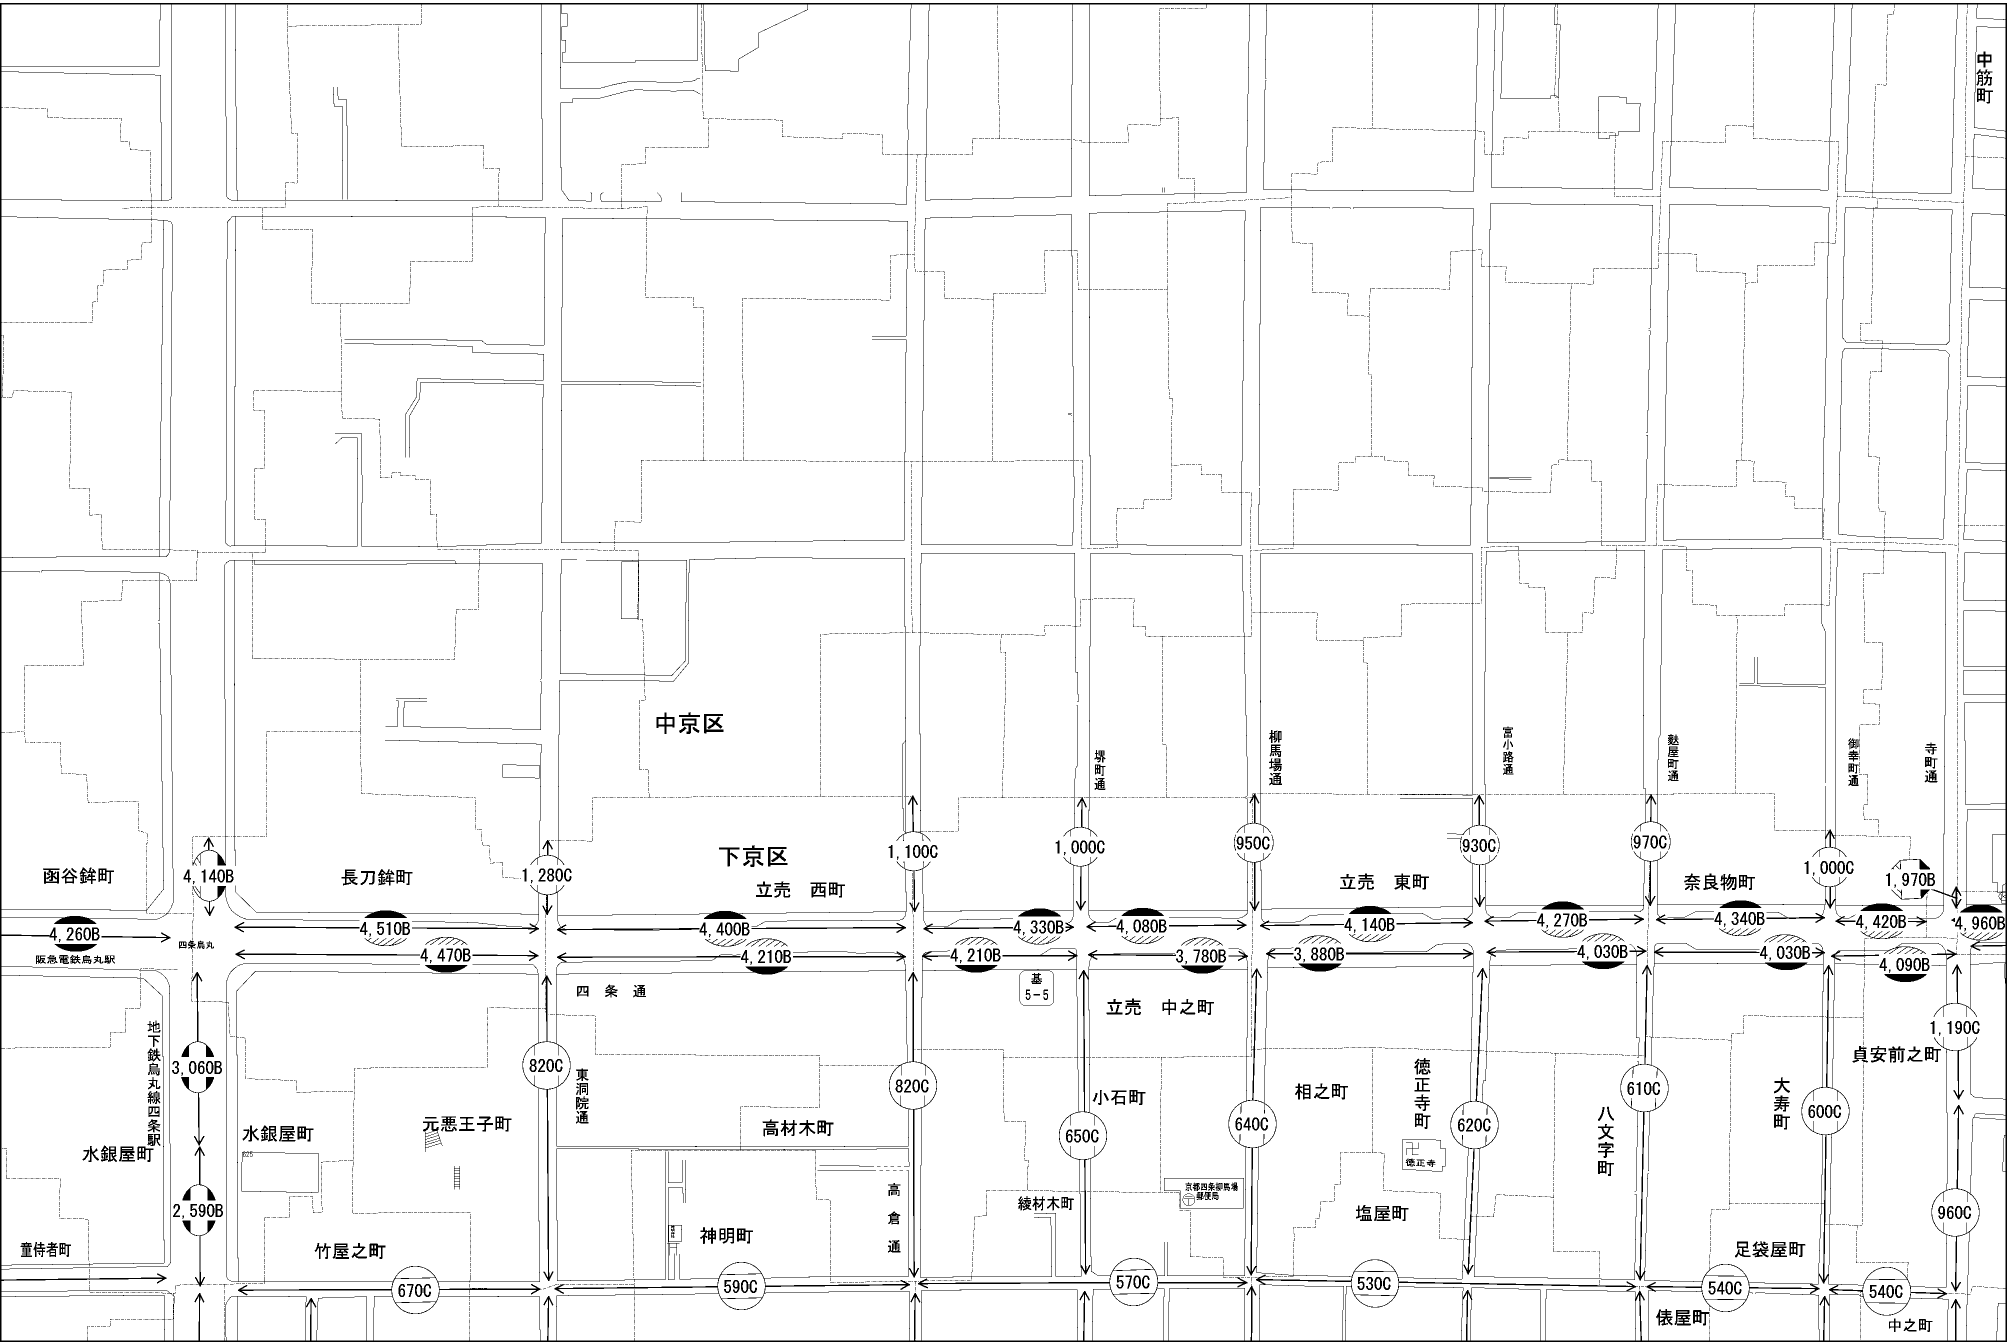 中筋町
中京区
堺町通
柳馬場通
富小路通
麩屋町通
御幸町通
寺町通
函谷鉾町
4,140B
長刀鉾町
1,280C
下京区
立売 西町
1,100C
1,000C
950C
立売 東町
930C
970C
奈良物町
1,000C
1,970B
4,260B
四条烏丸
4,510B
4,400B
4,330B
4,080B
4,140B
4,270B
4,340B
4,420B
4,960B
阪急電鉄烏丸駅
4,470B
4,210B
4,210B
3,780B
3,880B
4,030B
4,030B
4,090B
四条通
基
5-5
立売 中之町
地下鉄烏丸線四条駅
3,060B
820C
東洞院通
820C
小石町
相之町
徳正寺町
610C
大寿町
600C
1,190C
貞安前之町
水銀屋町
水銀屋町
元悪王子町
高材木町
650C
640C
620C
八文字町
徳正寺
625
2,590B
高倉通
綾材木町
京都四条柳馬場
郵便局
塩屋町
960C
童侍者町
竹屋之町
神明町
足袋屋町
670C
590C
570C
530C
540C
540C
俵屋町
中之町